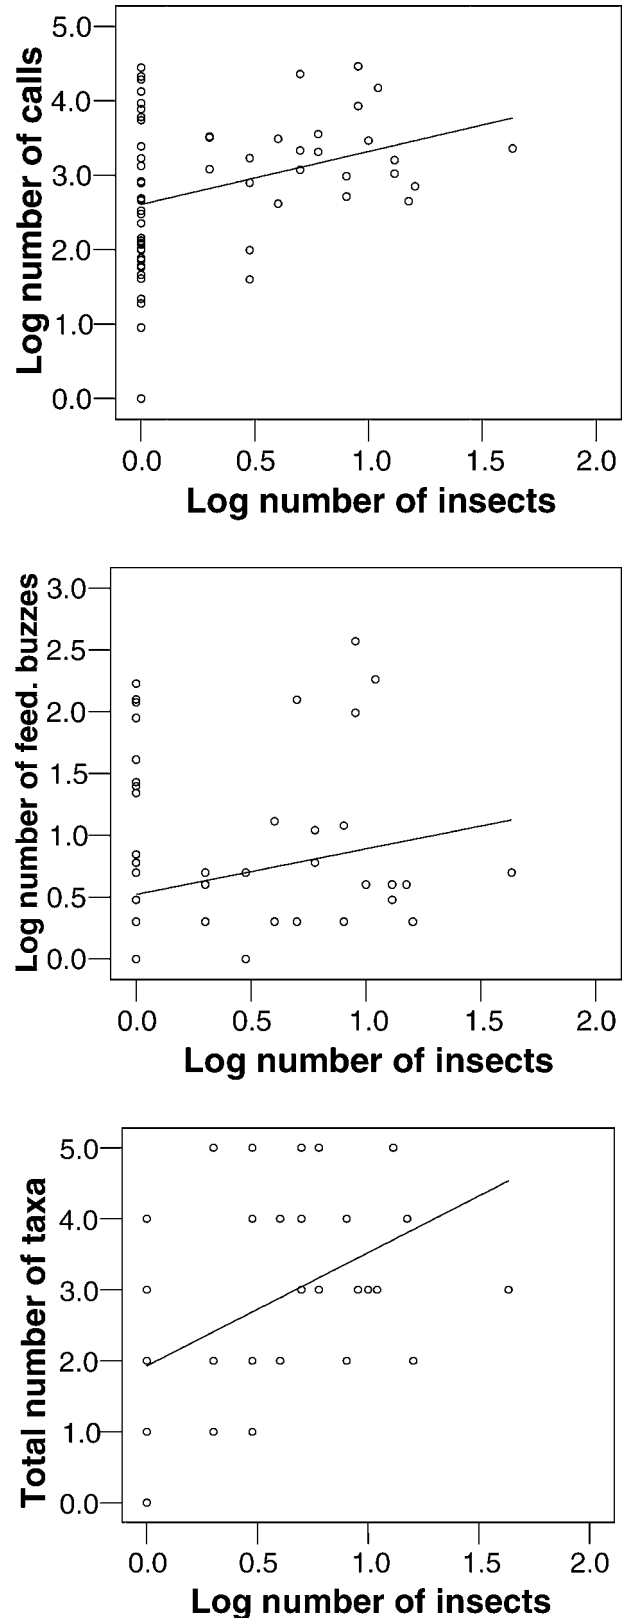 Log number of calls
5.0
4.0
3.0
2.0
1.0
0.0
0.0 0.5 1.0 1.5 2.0
Log number of insects
Log number of feed. buzzes
3.0
2.5
2.0
1.5
1.0
0.5
0.0
0.0 0.5 1.0 1.5 2.0
Log number of insects
Total number of taxa
5.0
4.0
3.0
2.0
1.0
0.0
0.0 0.5 1.0 1.5 2.0
Log number of insects